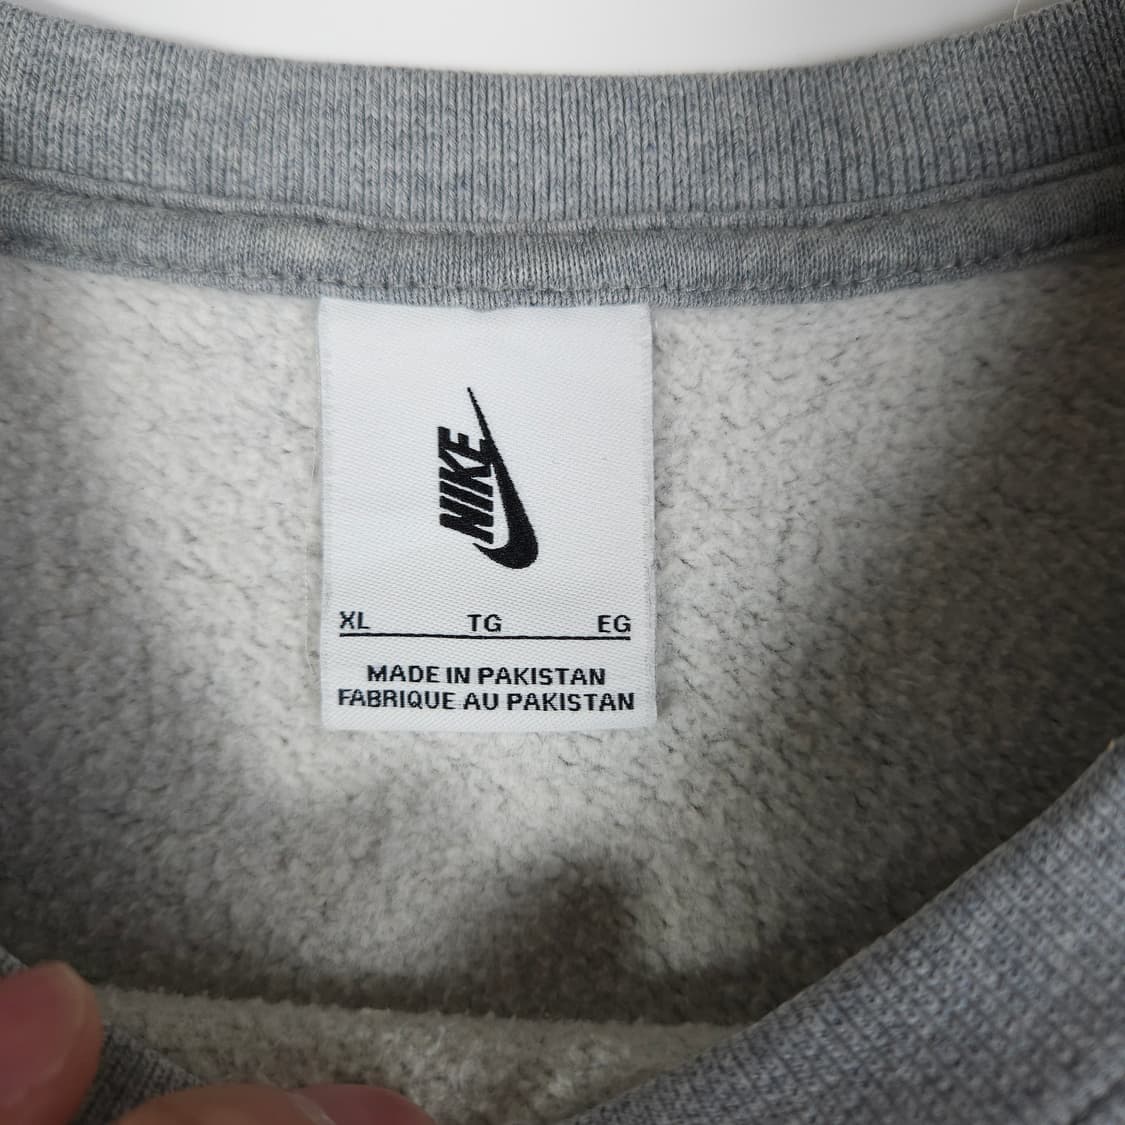 NIKE
XL TG EG
MADE IN PAKISTAN
FABRIQUE AU PAKISTAN